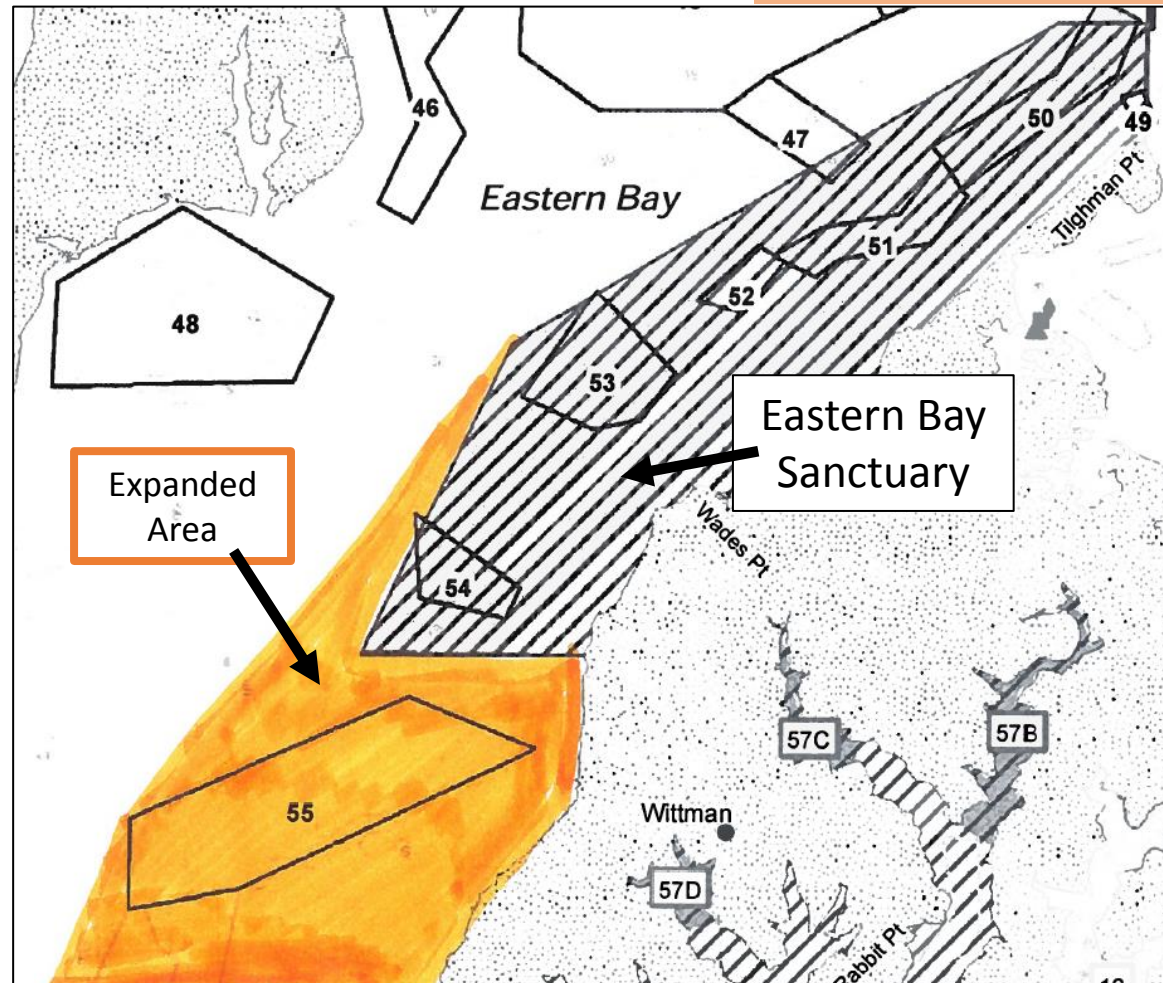 46
47
50
49
Eastern Bay
Tilghman Pt
51
52
48
53
Eastern Bay
Sanctuary
Expanded
Area
Wades Pt
54
57C
57B
55
Wittman
57D
Rabbit Pt